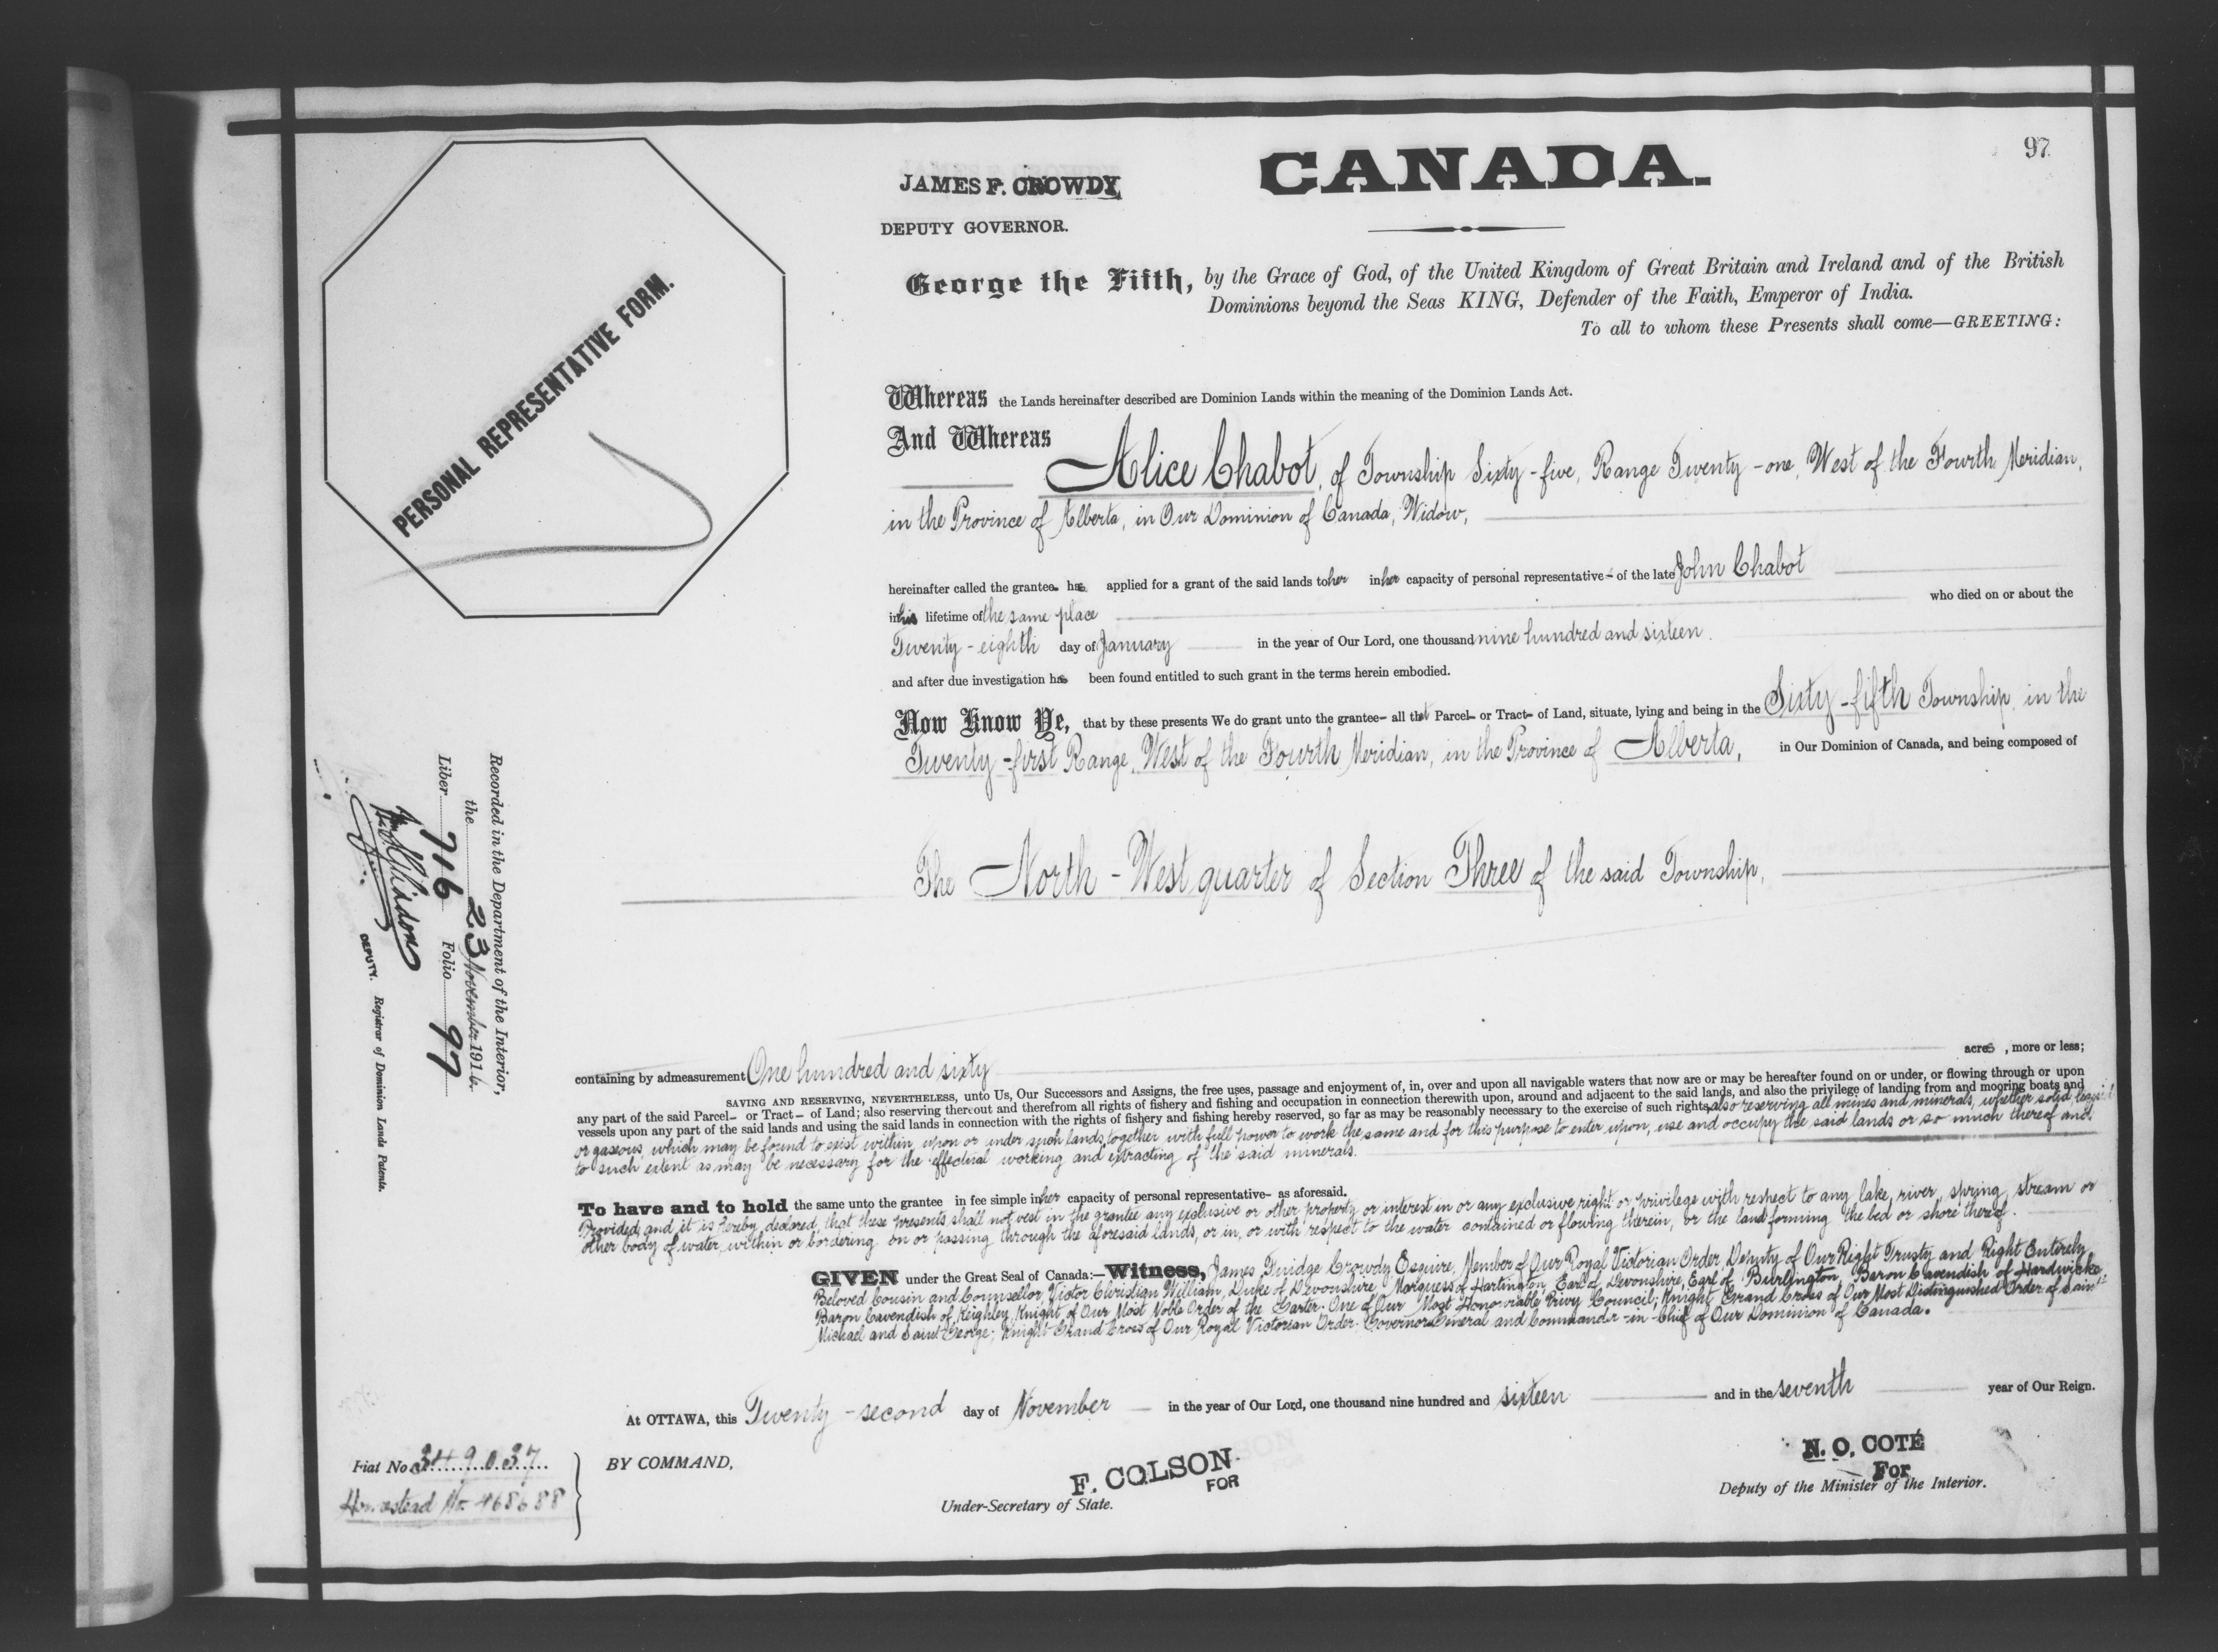 97
JAMES F. CROWDY,
CANADA.
DEPUTY GOVERNOR.
George the Fifth, by the Grace of God, of the United Kingdom of Great Britain and Ireland and of the British
Dominions beyond the Seas KING, Defender of the Faith, Emperor of India.
To all to whom these Presents shall come—GREETING:
PERSONAL REPRESENTATIVE FORM.
Whereas the Lands hereinafter described are Dominion Lands within the meaning of the Dominion Lands Act.
And Whereas
Alice Chabot, of Township Sixty-five, Range Twenty-one, West of the Fourth Meridian,
in the Province of Alberta, in Our Dominion of Canada, Widow,
hereinafter called the grantee has applied for a grant of the said lands to her in her capacity of personal representative - of the late John Chabot
in his lifetime of the same place who died on or about the
Twenty-eighth day of January in the year of Our Lord, one thousand nine hundred and sixteen.
and after due investigation has been found entitled to such grant in the terms herein embodied.
Now Know Ye, that by these presents We do grant unto the grantee- all that Parcel- or Tract- of Land, situate, lying and being in the Sixty-fifth Township, in the
Twenty-first Range, West of the Fourth Meridian, in the Province of Alberta, in Our Dominion of Canada, and being composed of
The North-West quarter of Section Three of the said Township,
containing by admeasurement One hundred and sixty acres, more or less;
SAVING AND RESERVING, NEVERTHELESS, unto Us, Our Successors and Assigns, the free uses, passage and enjoyment of, in, over and upon all navigable waters that now are or may be hereafter found on or under, or flowing through or upon
any part of the said Parcel- or Tract- of Land; also reserving thereout and therefrom all rights of fishery and fishing and occupation in connection therewith upon, around and adjacent to the said lands, and also the privilege of landing from and mooring boats and
vessels upon any part of the said lands and using the said lands in connection with the rights of fishery and fishing hereby reserved, so far as may be reasonably necessary to the exercise of such rights, also reserving all mines and minerals, whether solid, liquid
or gaseous, which may be found to exist within, upon or under such lands, together with full power to work the same and for this purpose to enter upon, use and occupy the said lands or so much thereof and
to such extent as may be necessary for the effectual working and extracting of the said minerals.
To have and to hold the same unto the grantee in fee simple in her capacity of personal representative- as aforesaid.
Provided, and it is hereby declared, that these presents shall not vest in the grantee any exclusive or other property or interest in or any exclusive right or privilege with respect to any lake, river, spring, stream or
other body of water, within or bordering on or passing through the aforesaid lands, or in, or with respect to the water contained or flowing therein, or the land forming the bed or shore thereof.
GIVEN under the Great Seal of Canada:—Witness, James Fuidge Crowdy Esquire, Member of Our Royal Victorian Order, Deputy of Our Right Trusty and Right Entirely
Beloved Cousin and Counsellor, Victor Christian William, Duke of Devonshire, Marquess of Hartington, Earl of Devonshire, Earl of Burlington, Baron Cavendish of Hardwicke,
Baron Cavendish of Keighley, Knight of Our Most Noble Order of the Garter; One of Our Most Honourable Privy Council; Knight Grand Cross of Our Most Distinguished Order of Saint
Michael and Saint George; Knight Grand Cross of Our Royal Victorian Order; Governor General and Commander-in-Chief of Our Dominion of Canada.
At OTTAWA, this Twenty-second day of November in the year of Our Lord, one thousand nine hundred and sixteen and in the seventh year of Our Reign.
BY COMMAND,
F. COLSON
FOR
Under-Secretary of State.
N. O. COTÉ
For
Deputy of the Minister of the Interior.
Fiat No 349037
Homestead No. 468688
Recorded in the Department of the Interior,
the 23 November 1916.
Liber 716 Folio 97
DEPUTY. Registrar of Dominion Lands Patents.